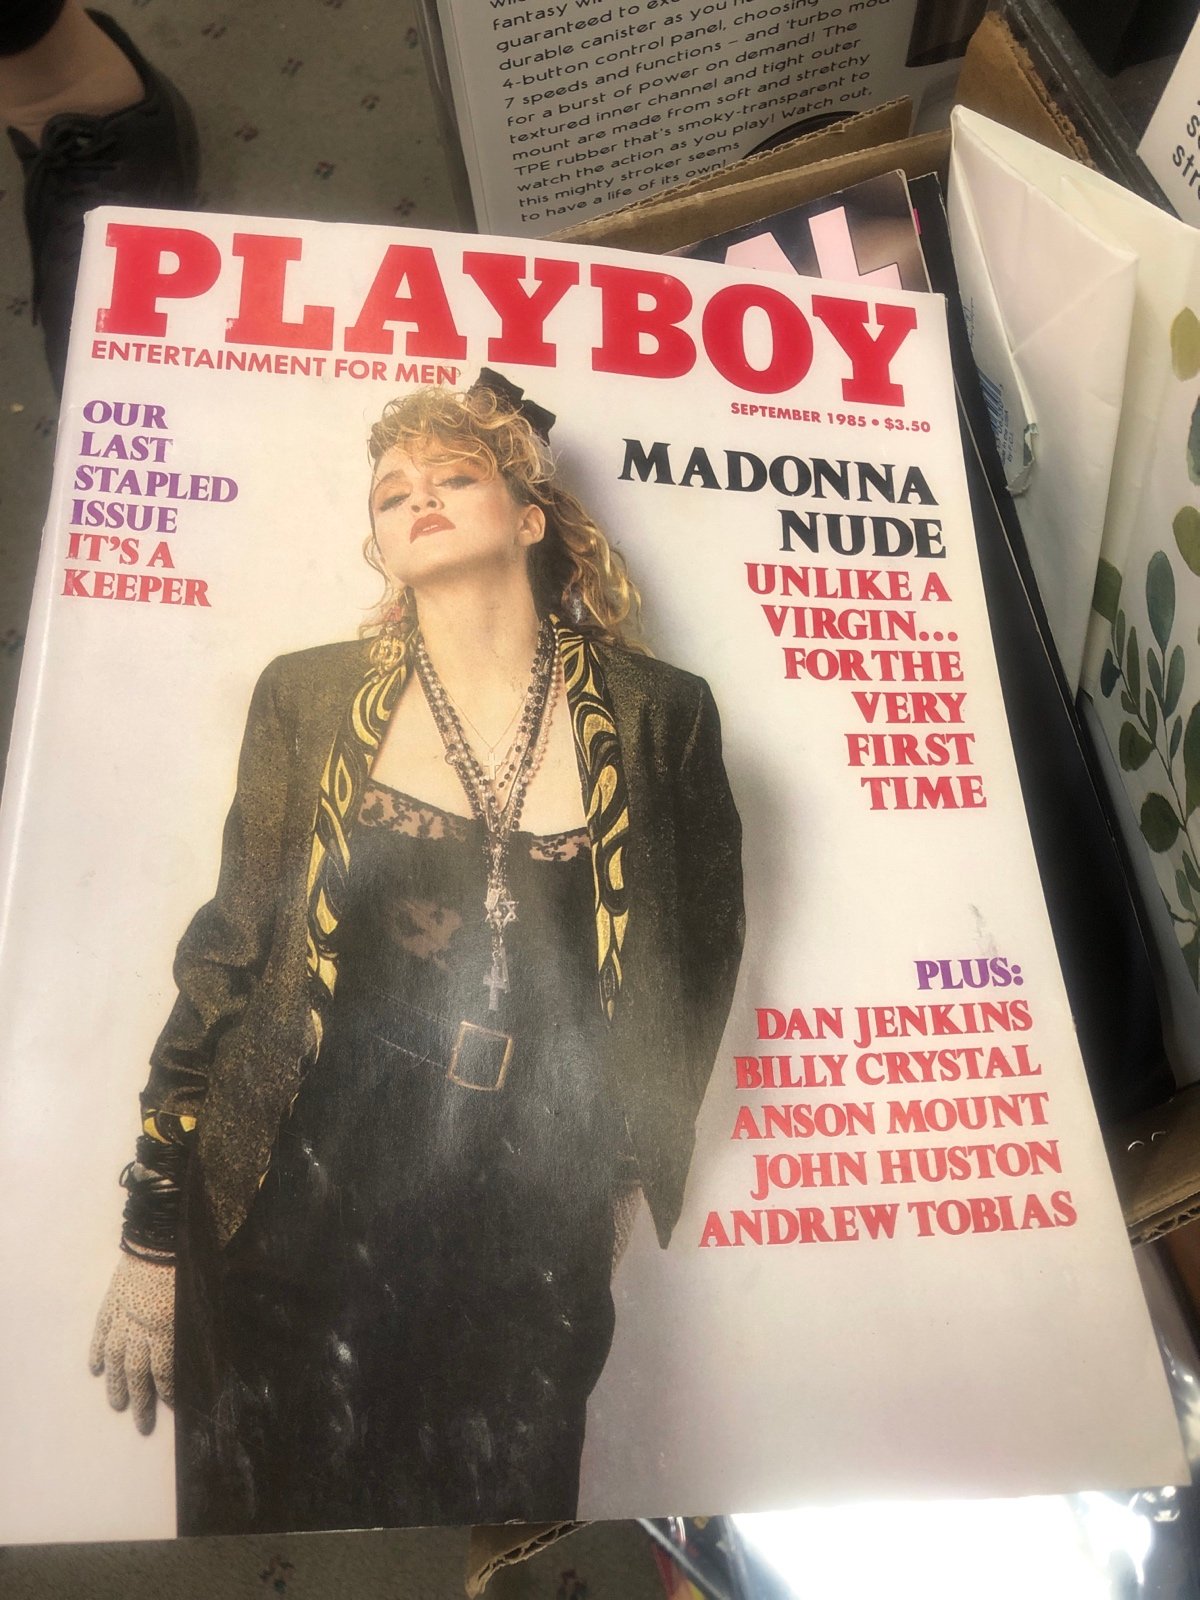 fantasy
guaranteed to
durable canister as you
4-button control panel, choosing
7 speeds and functions – and 'turbo mod
for a burst of power on demand! The
textured inner channel and tight outer
mount are made from soft and stretchy
TPE rubber that's smoky-transparent to
watch the action as you play! Watch out,
this mighty stroker seems
to have a life of its own!
AL
PLAYBOY
ENTERTAINMENT FOR MEN
SEPTEMBER 1985 • $3.50
OUR
LAST
STAPLED
ISSUE
IT'S A
KEEPER
MADONNA
NUDE
UNLIKE A
VIRGIN...
FOR THE
VERY
FIRST
TIME
PLUS:
DAN JENKINS
BILLY CRYSTAL
ANSON MOUNT
JOHN HUSTON
ANDREW TOBIAS